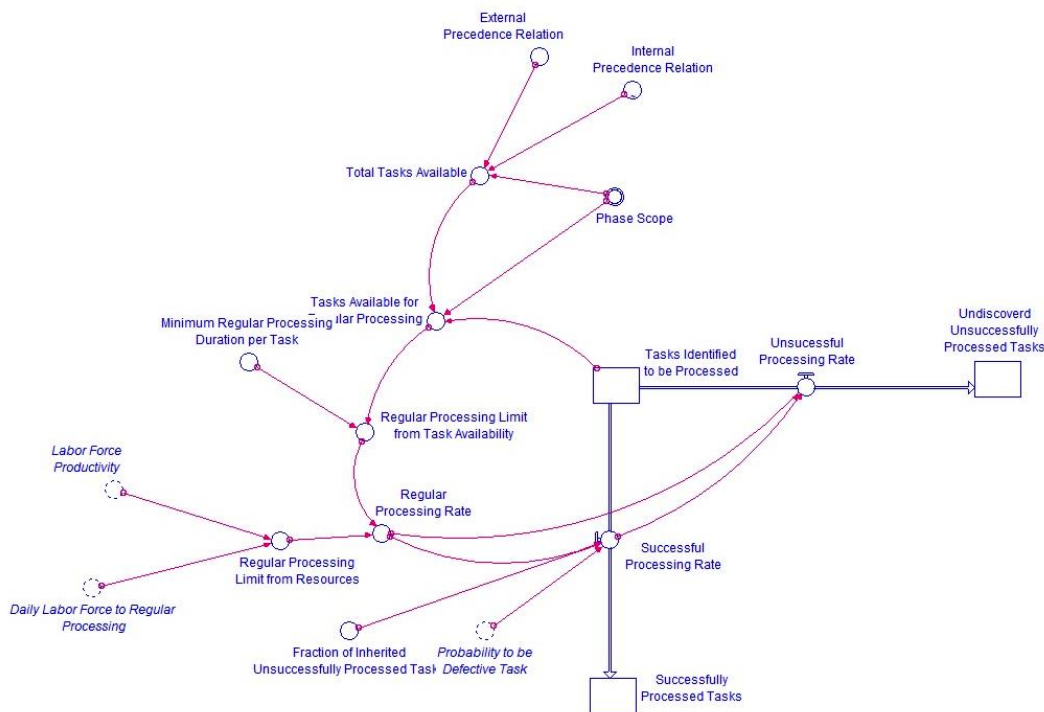 External
Precedence Relation
Internal
Precedence Relation
Total Tasks Available
Phase Scope
Tasks Available for
ular Processing
Minimum Regular Processing
Duration per Task
Undiscoverd
Unsuccessfully
Processed Tasks
Unsucessful
Processing Rate
Tasks Identified
to be Processed
Regular Processing Limit
from Task Availability
Labor Force
Productivity
Regular
Processing Rate
Regular Processing
Limit from Resources
Successful
Processing Rate
Daily Labor Force to Regular
Processing
Fraction of Inherited
Unsuccessfully Processed Task
Probability to be
Defective Task
Successfully
Processed Tasks